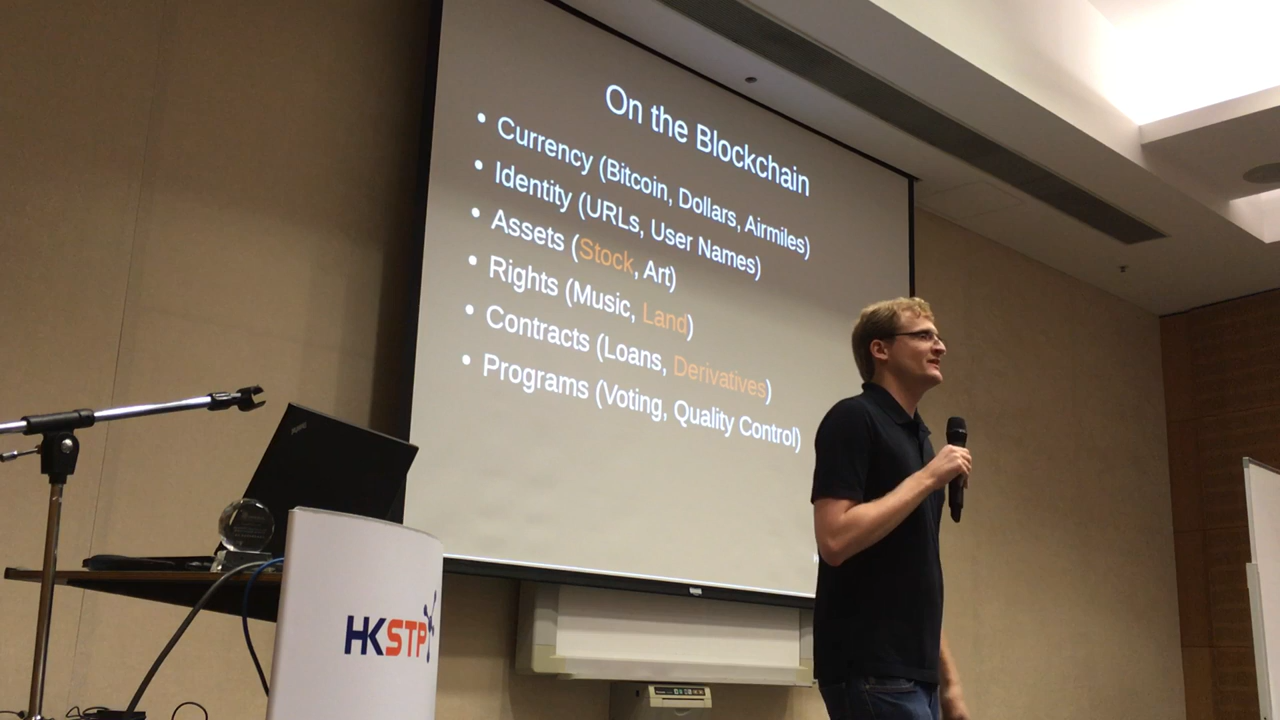 On the Blockchain
• Currency (Bitcoin, Dollars, Airmiles)
• Identity (URLs, User Names)
• Assets (Stock, Art)
• Rights (Music, Land)
• Contracts (Loans, Derivatives)
• Programs (Voting, Quality Control)
HKSTP